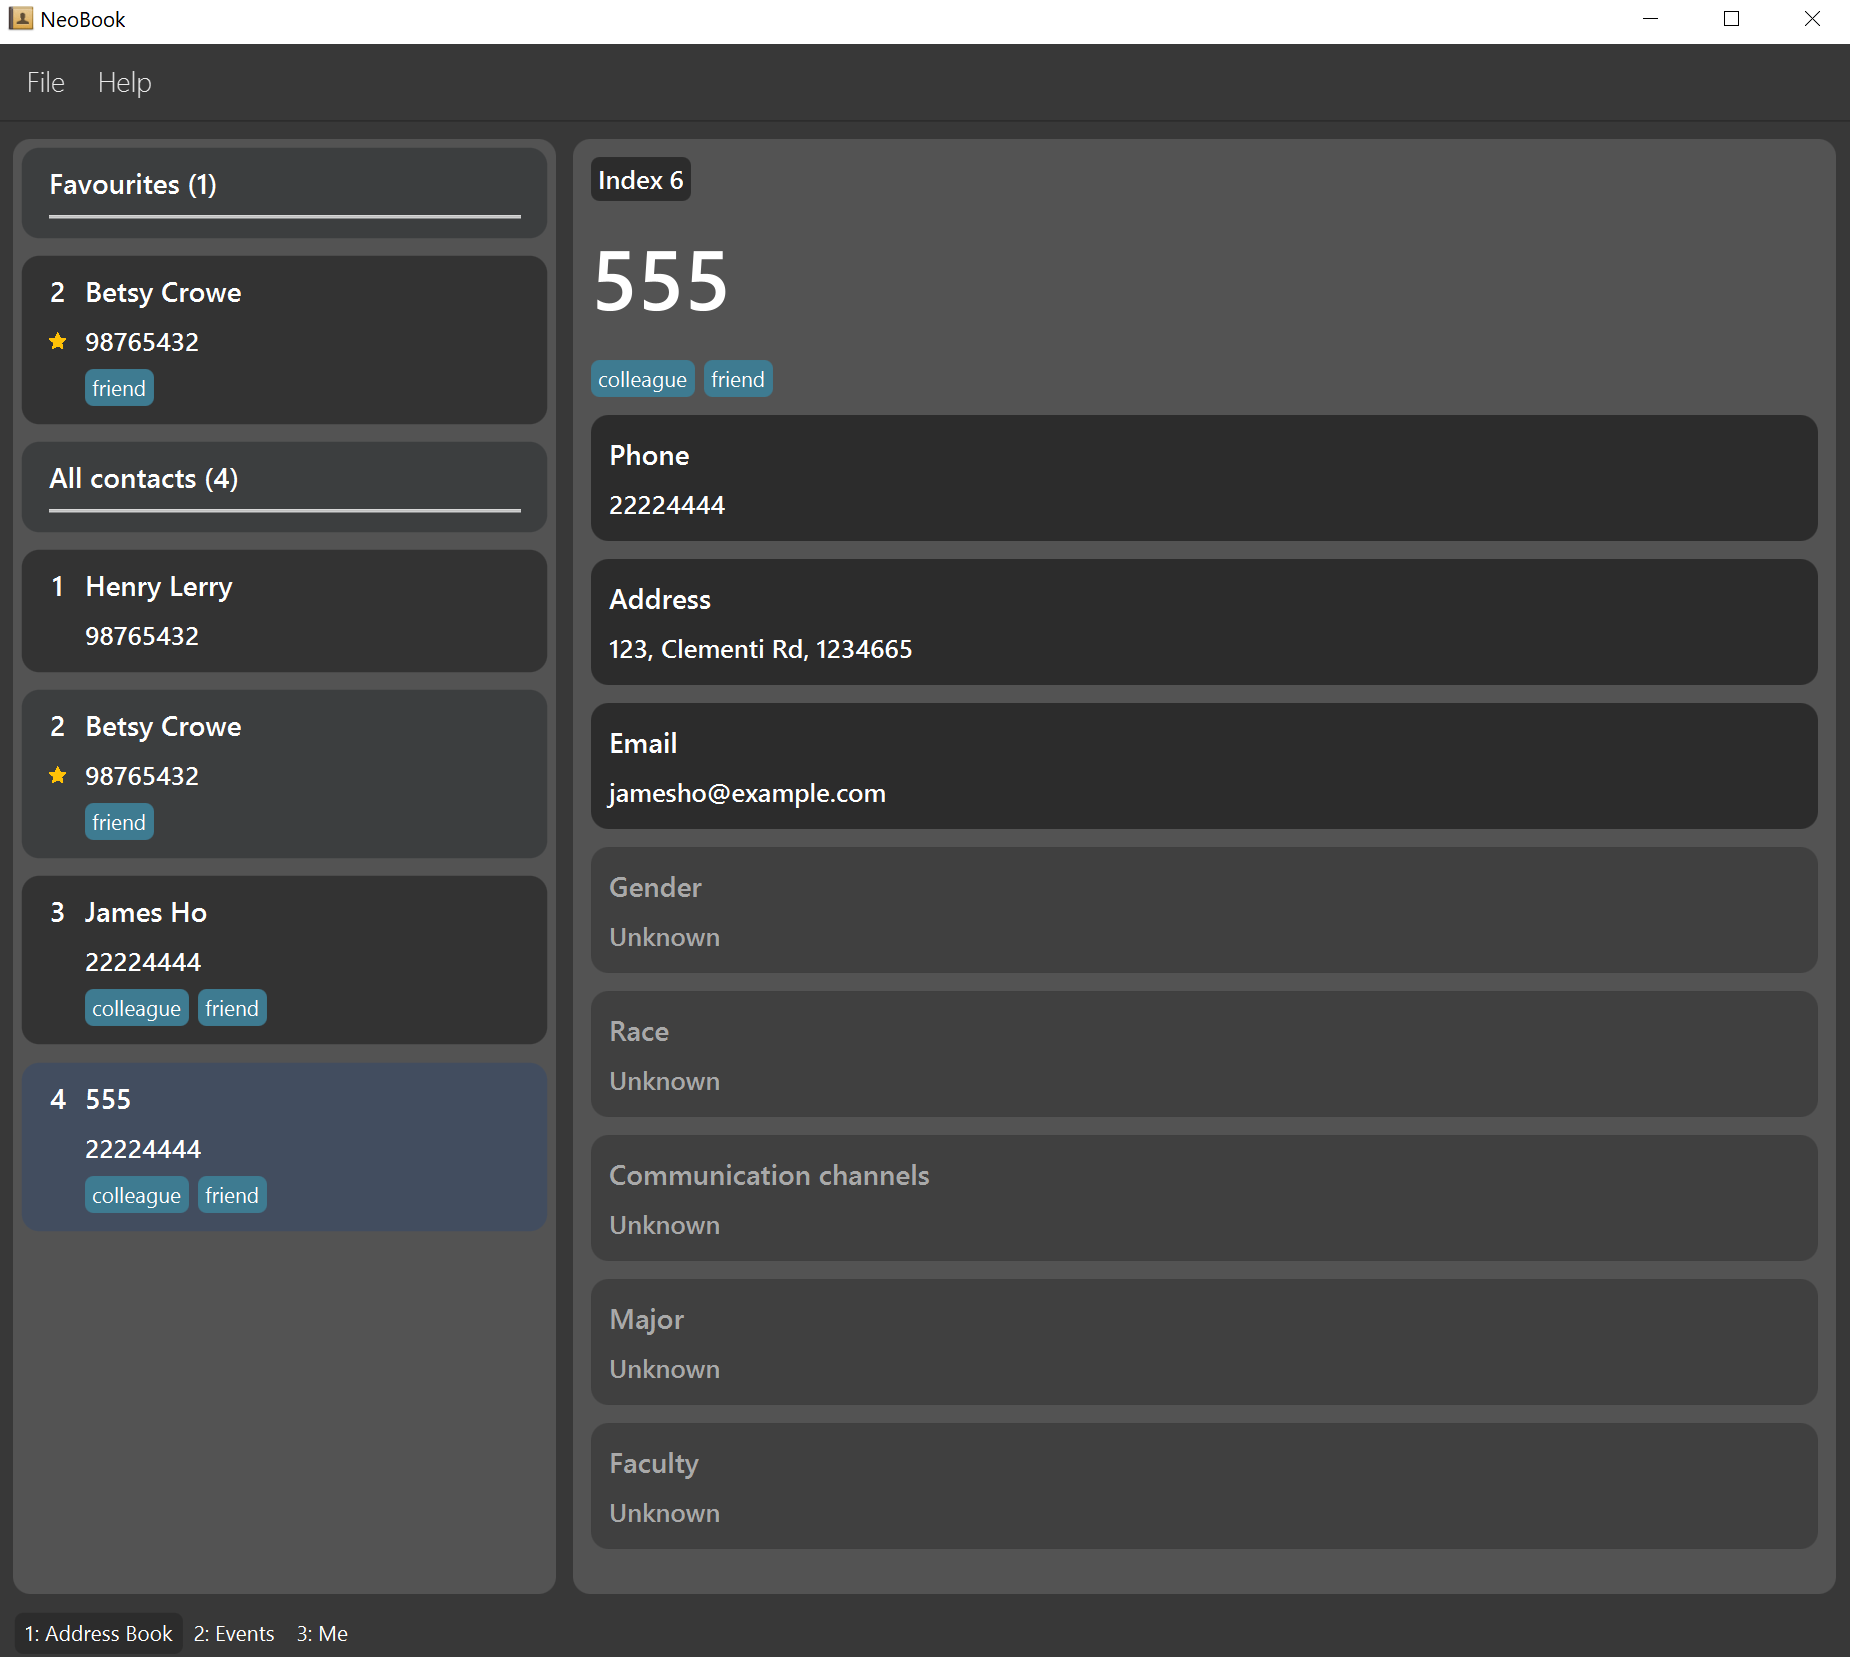 NeoBook
File Help
Favourites (1)
2 Betsy Crowe
98765432
friend
All contacts (4)
1 Henry Lerry
98765432
2 Betsy Crowe
98765432
friend
3 James Ho
22224444
colleague friend
4 555
22224444
colleague friend
Index 6
555
colleague friend
Phone
22224444
Address
123, Clementi Rd, 1234665
Email
jamesho@example.com
Gender
Unknown
Race
Unknown
Communication channels
Unknown
Major
Unknown
Faculty
Unknown
1: Address Book 2: Events 3: Me